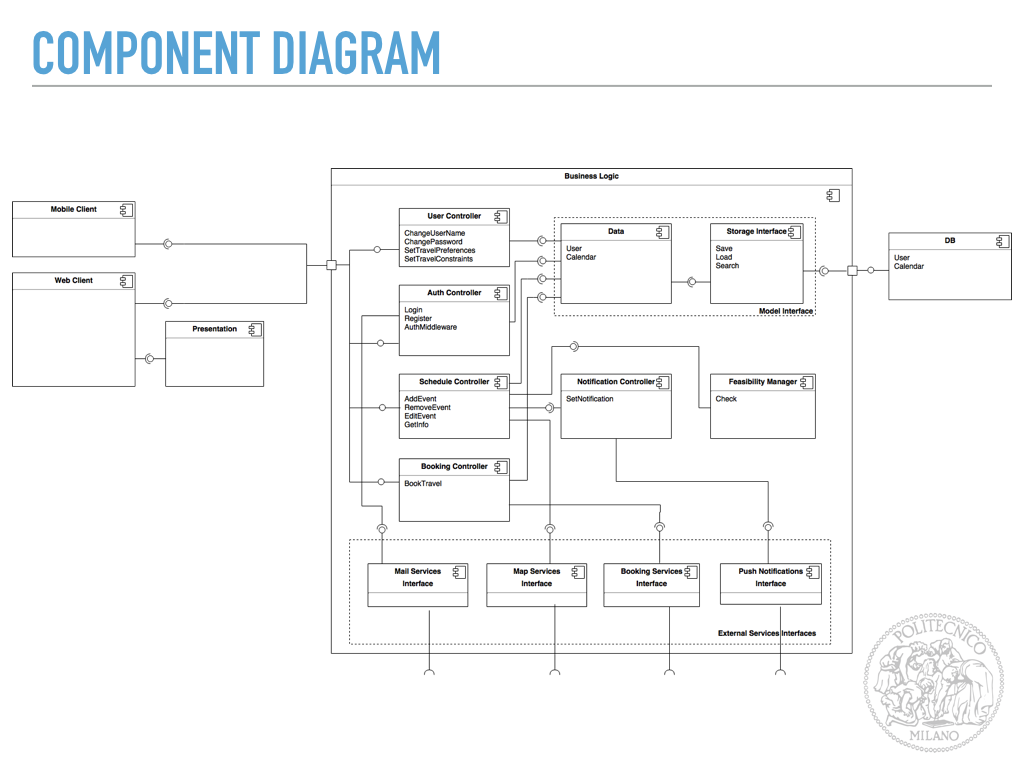 COMPONENT DIAGRAM
Business Logic
Mobile Client
Web Client
Presentation
User Controller
ChangeUserName
ChangePassword
SetTravelPreferences
SetTravelConstraints
Auth Controller
Login
Register
AuthMiddleware
Schedule Controller
AddEvent
RemoveEvent
EditEvent
GetInfo
Booking Controller
BookTravel
Data
User
Calendar
Storage Interface
Save
Load
Search
Model Interface
Notification Controller
SetNotification
Feasibility Manager
Check
DB
User
Calendar
Mail Services
Interface
Map Services
Interface
Booking Services
Interface
Push Notifications
Interface
External Services Interfaces
POLITECNICO
MILANO